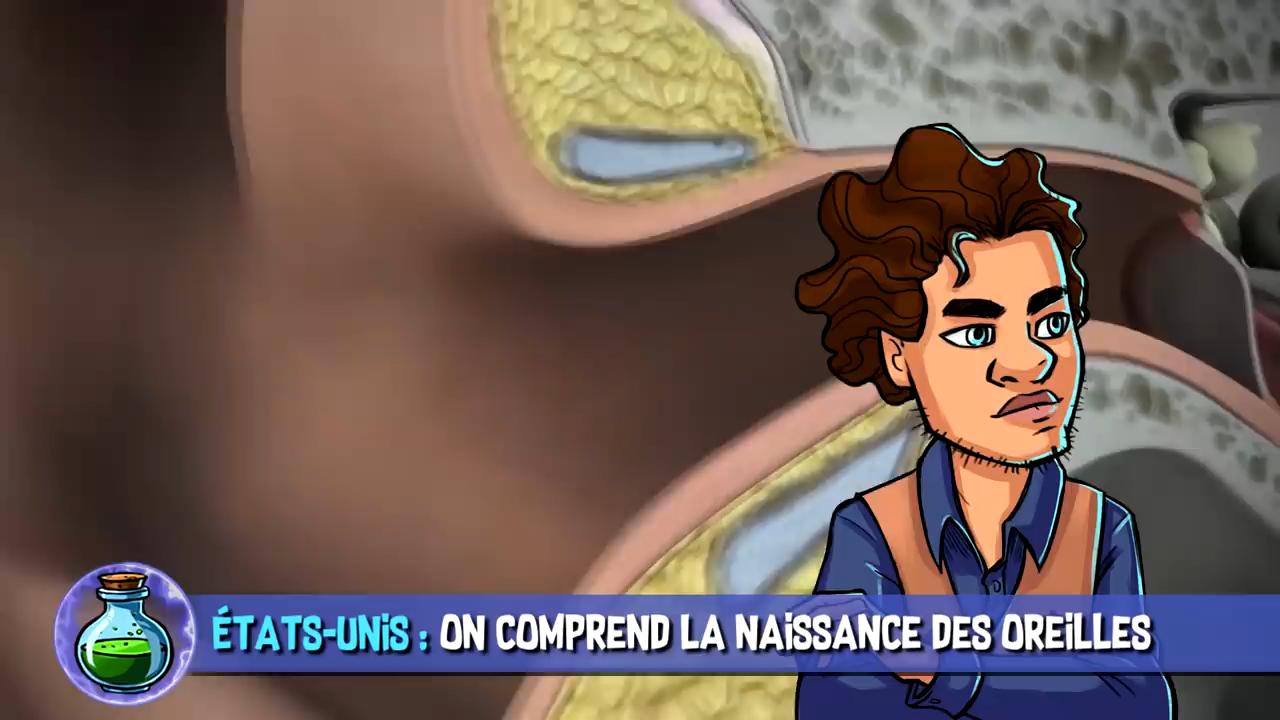 ÉTATS-UNIS : ON COMPREND LA NAISSANCE DES OREILLES